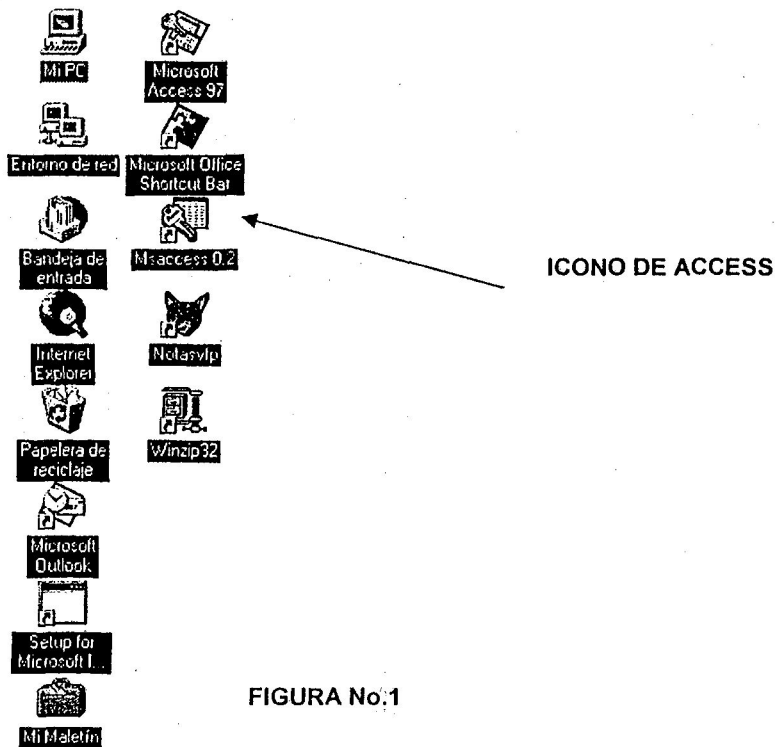 Mi PC
Microsoft
Access 97
Entorno de red
Microsoft Office
Shortcut Bar
Bandeja de
entrada
Msaccess 0.2
ICONO DE ACCESS
Internet
Explorer
Notasvfp
Papelera de
reciclaje
Winzip32
Microsoft
Outlook
Setup for
Microsoft I...
FIGURA No.1
Mi Maletín